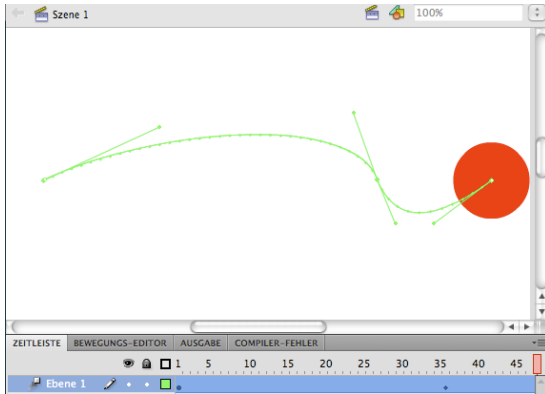 Szene 1 100%
ZEITLEISTE BEWEGUNGS-EDITOR AUSGABE COMPILER-FEHLER
1 5 10 15 20 25 30 35 40 45
Ebene 1